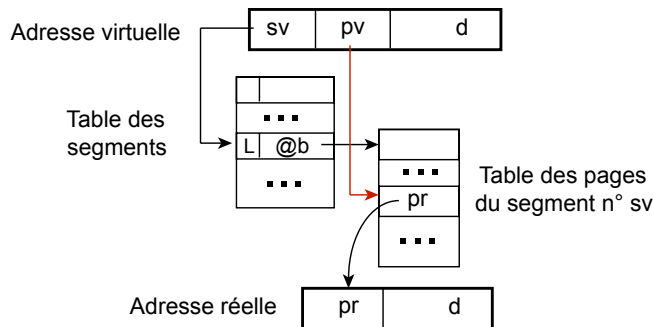 Adresse virtuelle
sv pv d
Table des
segments
L @b
Table des pages
du segment n° sv
pr
Adresse réelle
pr d